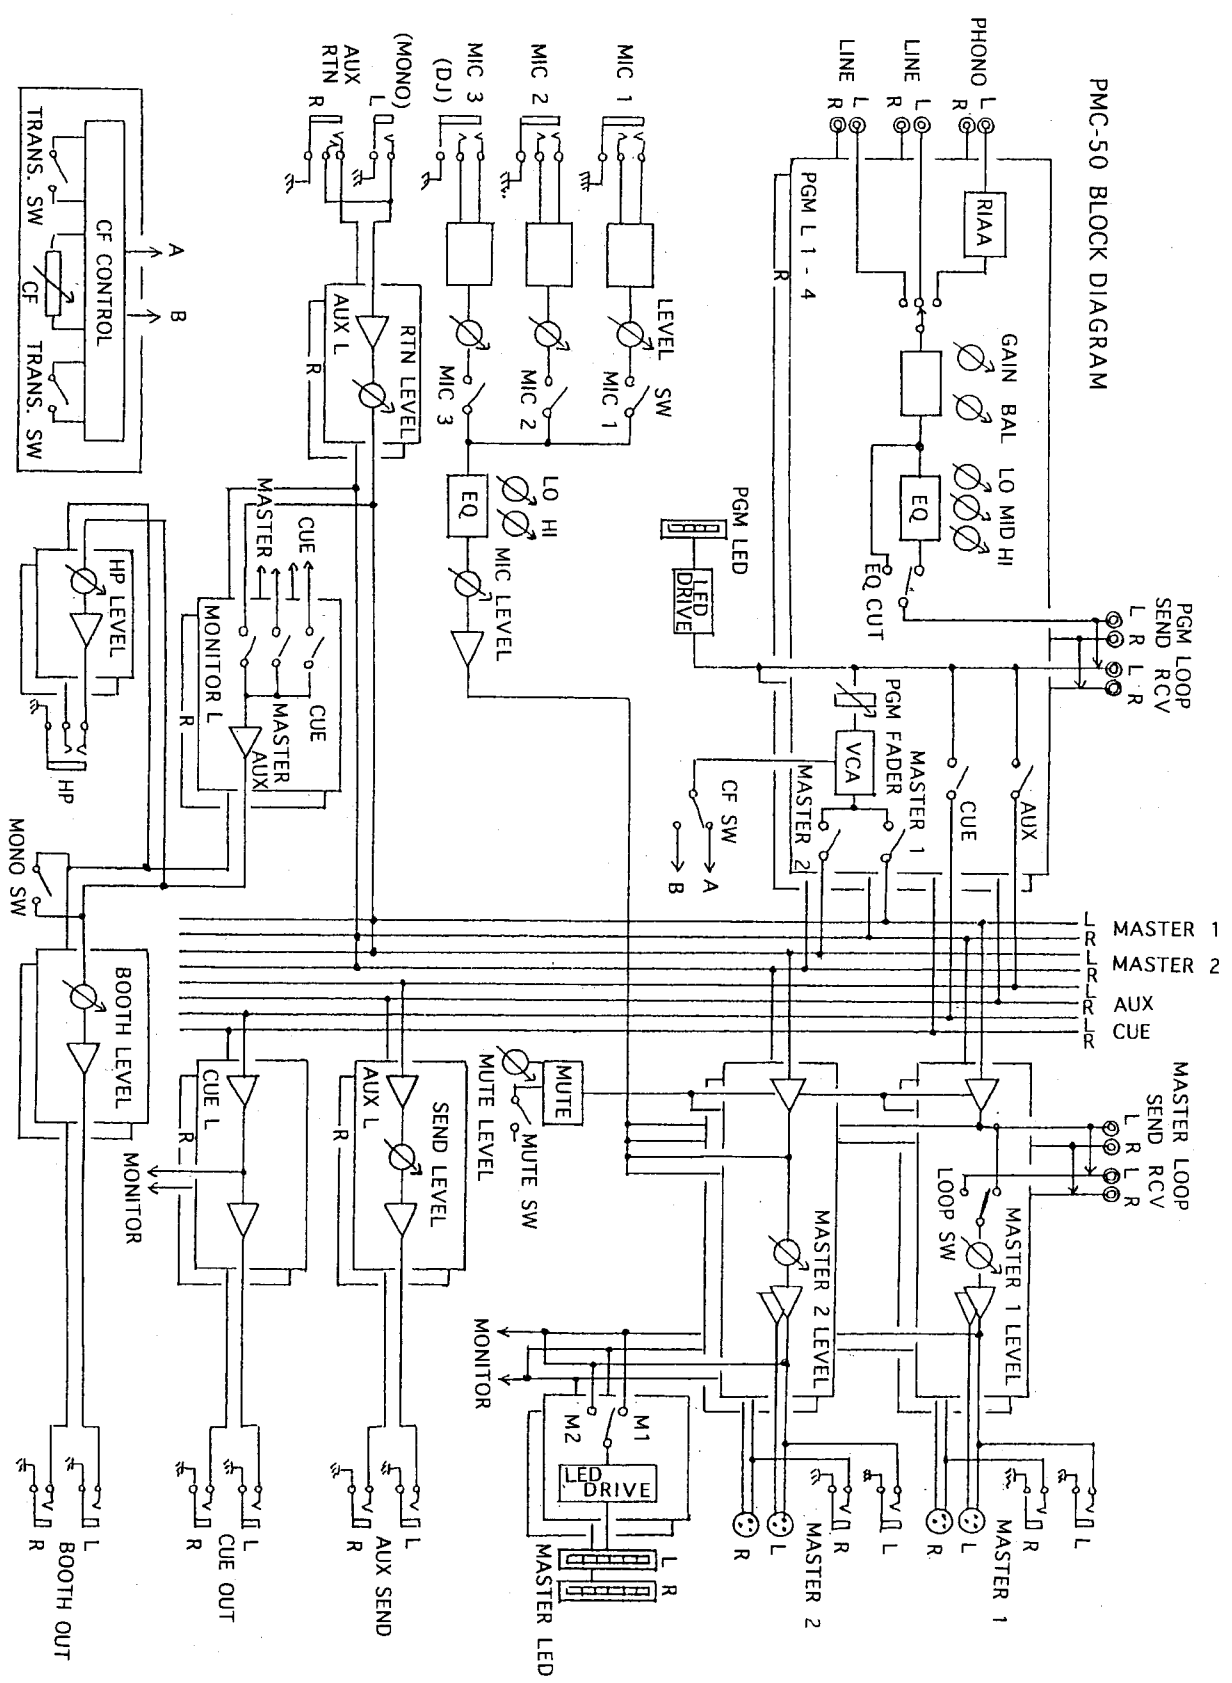 PMC-50 BLOCK DIAGRAM
PHONO
L
R
LINE
L
R
LINE
L
R
RIAA
PGM L 1 - 4
R
GAIN BAL
LO MID HI
EQ
EQ CUT
PGM LOOP
SEND RCV
L R L R
PGM LED
LED
DRIVE
PGM FADER
VCA
MASTER 1
MASTER 2
CUE
AUX
CF SW
A
B
MIC 1
MIC 2
MIC 3
(DJ)
LEVEL
SW
MIC 1
MIC 2
MIC 3
LO HI
EQ
MIC LEVEL
(MONO)
L
AUX
RTN
R
RTN LEVEL
AUX L
R
A
B
CF CONTROL
TRANS. SW
CF
TRANS. SW
MASTER
CUE
CUE
MASTER
AUX
MONITOR L
R
HP LEVEL
HP
MONO SW
BOOTH LEVEL
L
R
MASTER 1
L
R
MASTER 2
L
R
AUX
L
R
CUE
MASTER LOOP
SEND RCV
L R L R
LOOP SW
MASTER 1 LEVEL
MASTER 2 LEVEL
MUTE
MUTE LEVEL
MUTE SW
SEND LEVEL
AUX L
R
CUE L
R
MONITOR
MONITOR
M1
M2
LED
DRIVE
L
R
MASTER LED
L
R
L
R
MASTER 1
L
R
L
R
MASTER 2
L
R
AUX SEND
L
R
CUE OUT
L
R
BOOTH OUT